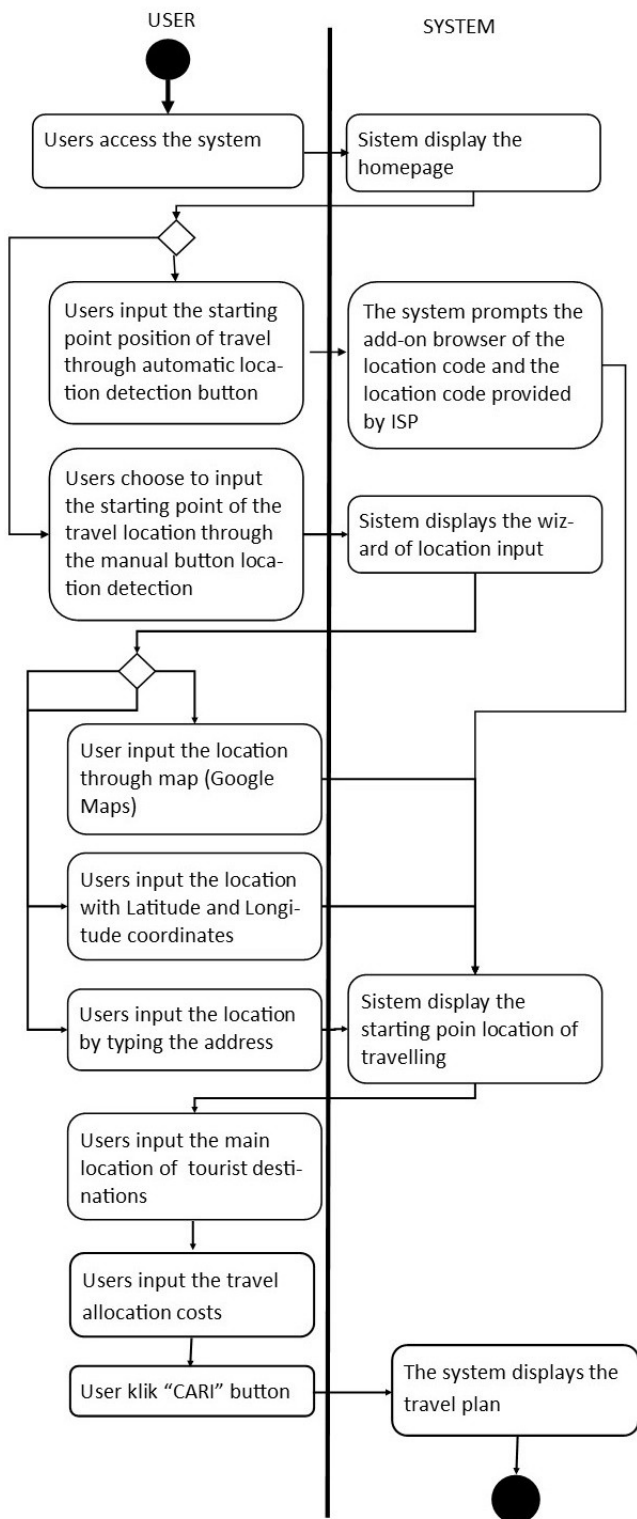 USER
SYSTEM
Users access the system
Sistem display the
homepage
Users input the starting
point position of travel
through automatic loca-
tion detection button
The system prompts the
add-on browser of the
location code and the
location code provided
by ISP
Users choose to input
the starting point of the
travel location through
the manual button loca-
tion detection
Sistem displays the wiz-
ard of location input
User input the location
through map (Google
Maps)
Users input the location
with Latitude and Longi-
tude coordinates
Users input the location
by typing the address
Sistem display the
starting poin location of
travelling
Users input the main
location of tourist desti-
nations
Users input the travel
allocation costs
User klik “CARI” button
The system displays the
travel plan